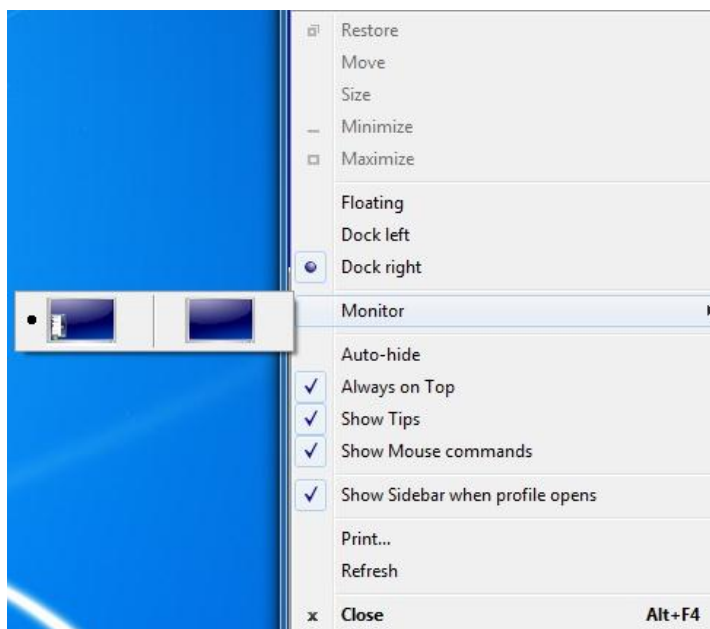 Restore
Move
Size
Minimize
Maximize
Floating
Dock left
Dock right
Monitor
Auto-hide
Always on Top
Show Tips
Show Mouse commands
Show Sidebar when profile opens
Print...
Refresh
Close Alt+F4